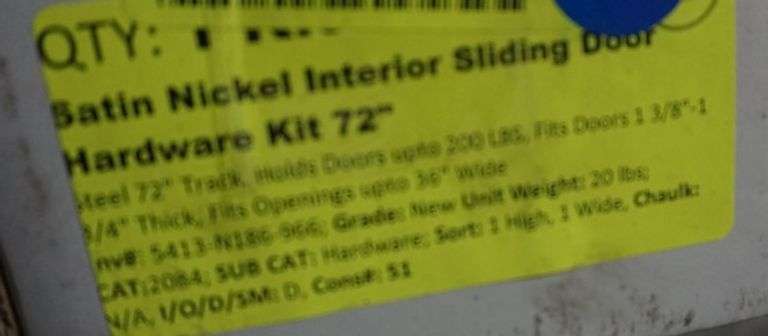 QTY:
Satin Nickel Interior Sliding Door
Hardware Kit 72"
Steel 72" Track, Holds Doors upto 200 LBS, Fits Doors 1 3/8"-1
3/4" Thick, Fits Openings upto 36" Wide
Inv#: 5413-N186-966; Grade: New Unit Weight: 20 lbs;
CAT:2084, SUB CAT: Hardware; Sort: 1 High, 1 Wide, Chaulk:
N/A, I/O/D/SM: D, Cons#: 51